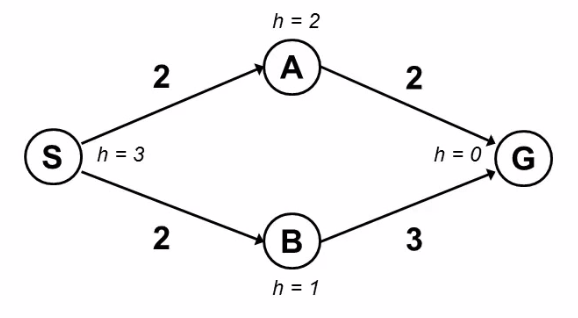 h = 2
A
2
2
S
h = 3
h = 0
G
2
B
3
h = 1